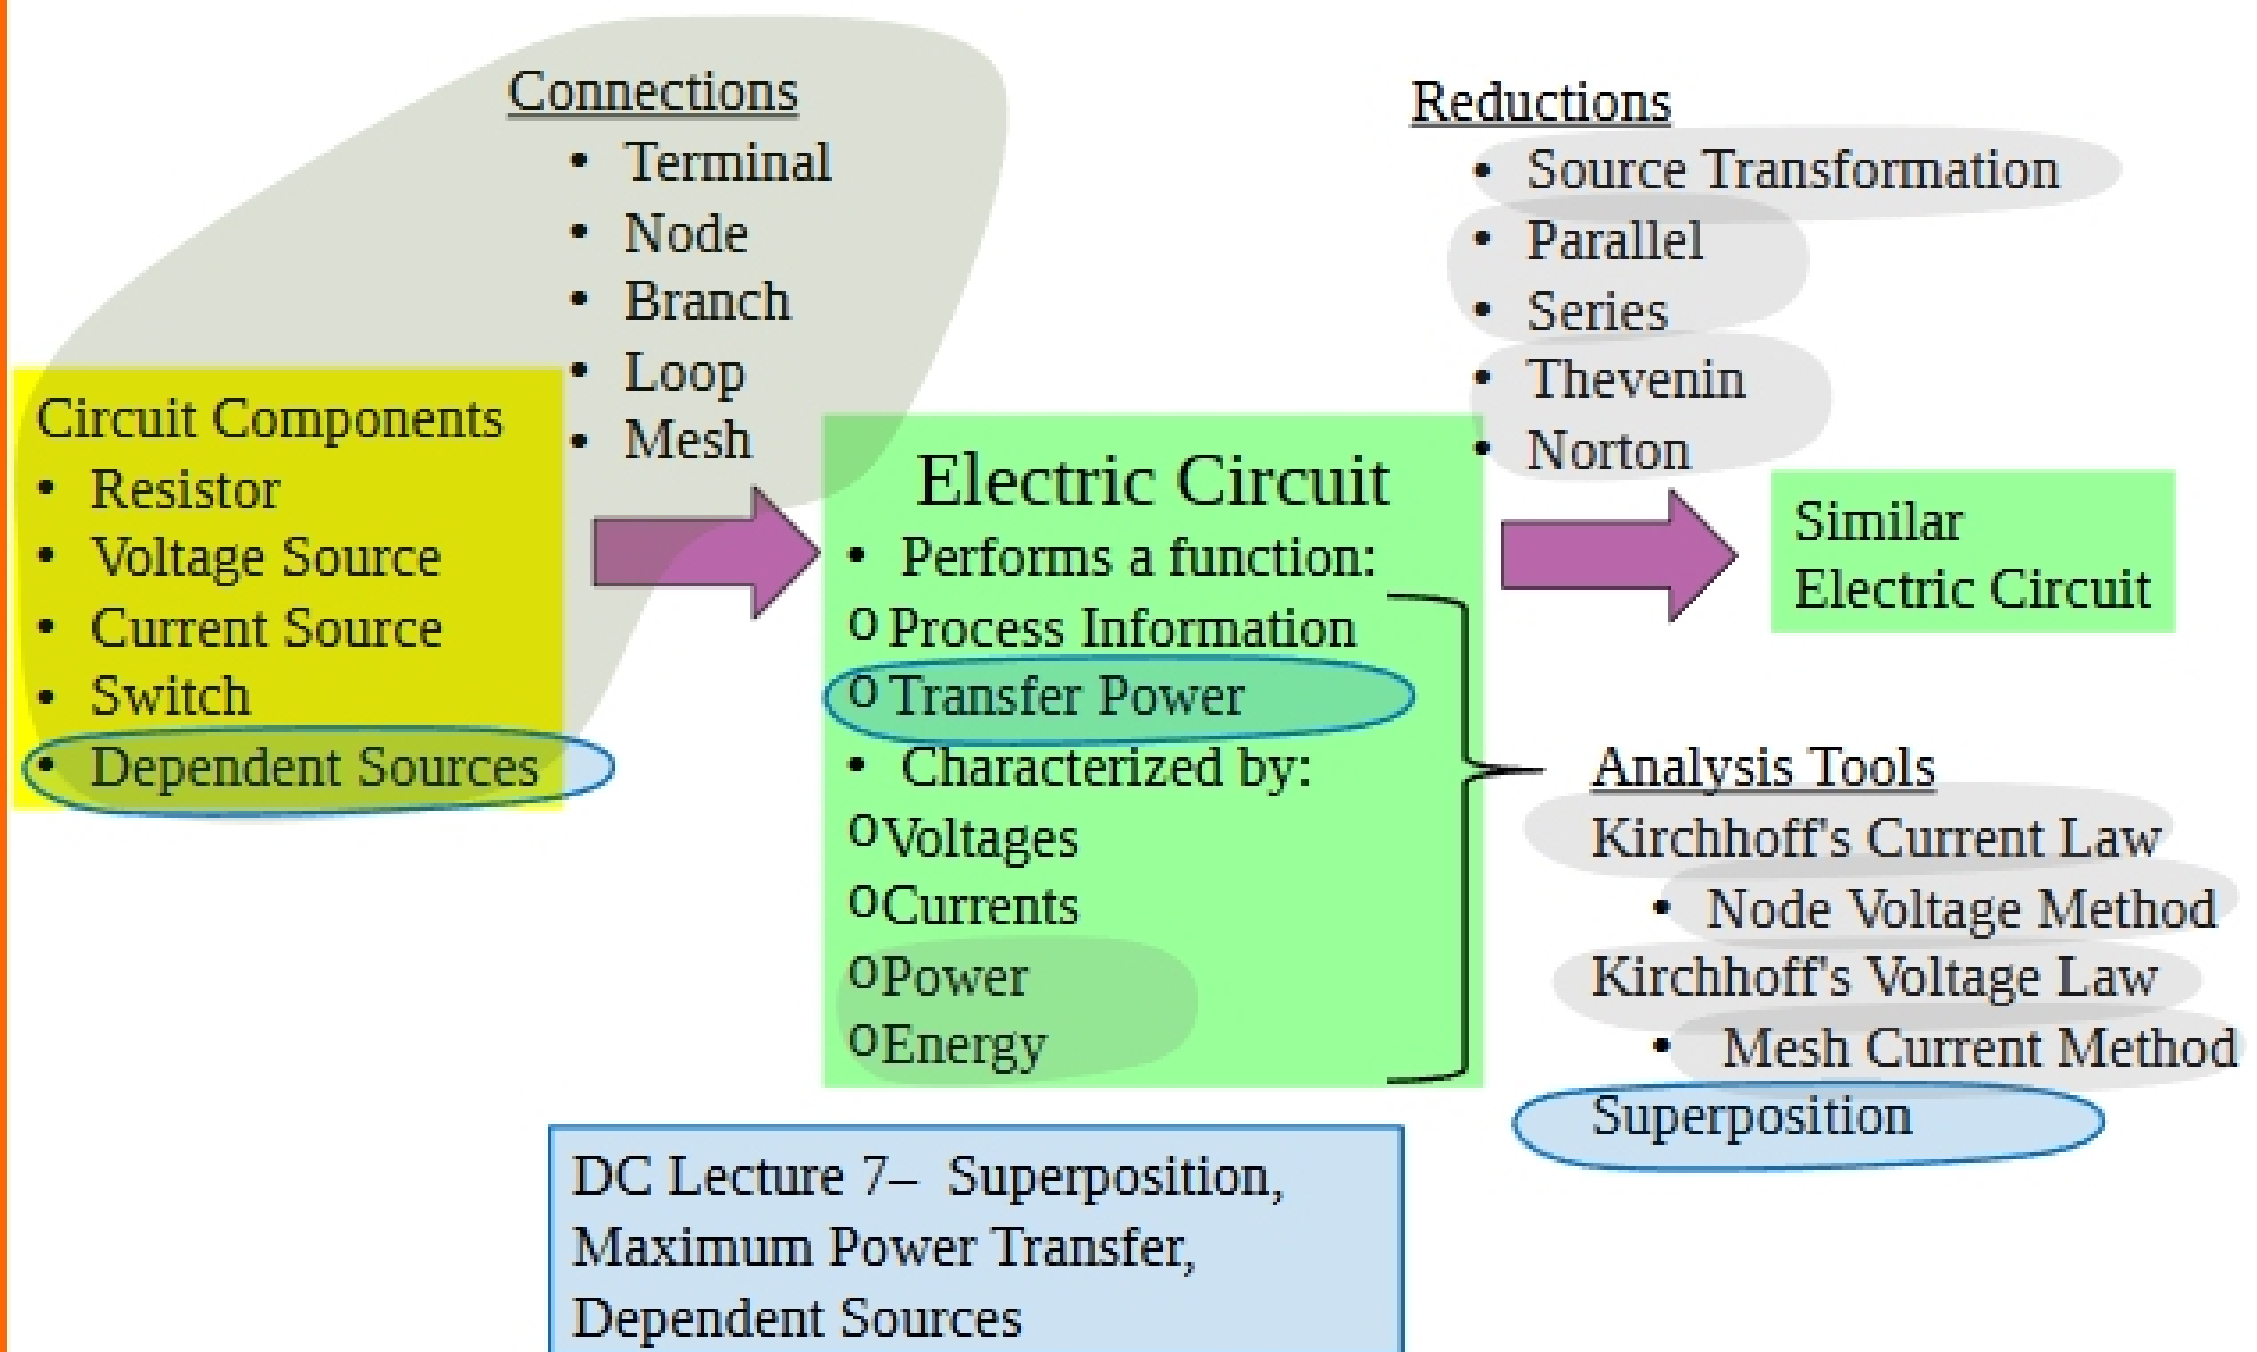 Connections
• Terminal
• Node
• Branch
• Loop
• Mesh
Circuit Components
• Resistor
• Voltage Source
• Current Source
• Switch
• Dependent Sources
Electric Circuit
• Performs a function:
o Process Information
o Transfer Power
• Characterized by:
o Voltages
o Currents
o Power
o Energy
Reductions
• Source Transformation
• Parallel
• Series
• Thevenin
• Norton
Similar
Electric Circuit
Analysis Tools
Kirchhoff's Current Law
• Node Voltage Method
Kirchhoff's Voltage Law
• Mesh Current Method
Superposition
DC Lecture 7– Superposition,
Maximum Power Transfer,
Dependent Sources